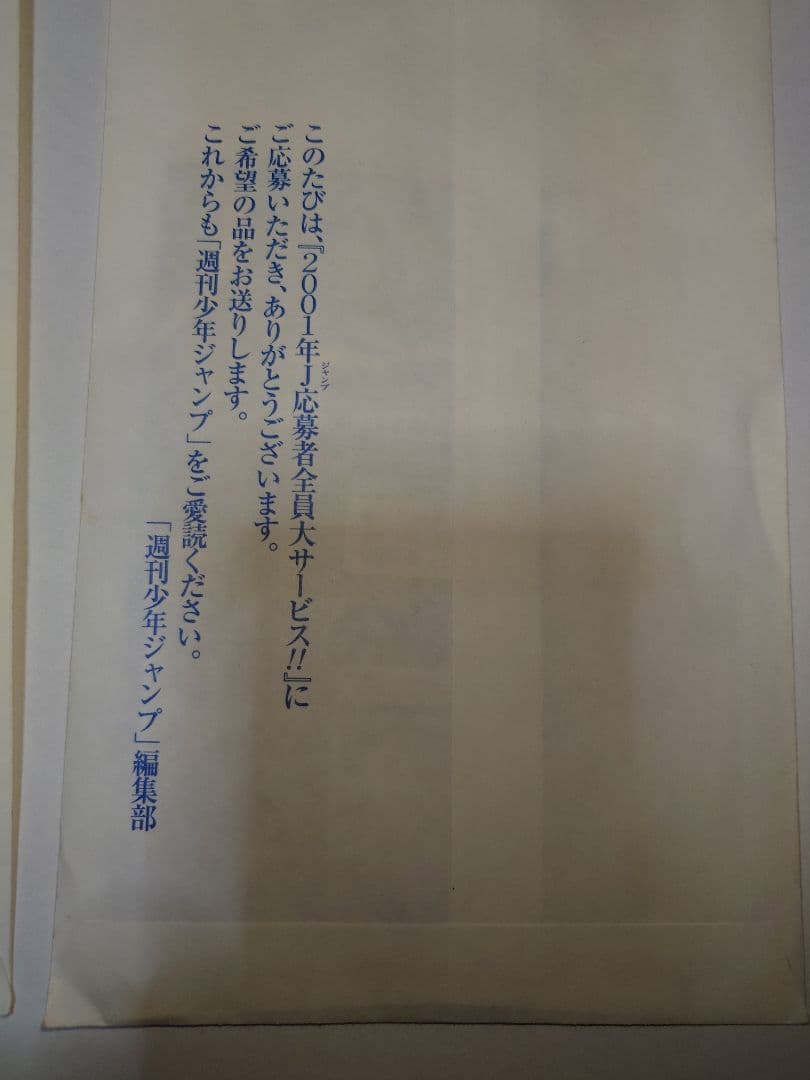 このたびは、『2001年J応募者全員大サービス!!』に
ジャンプ
ご応募いただき、ありがとうございます。
ご希望の品をお送りします。
これからも「週刊少年ジャンプ」をご愛読ください。
「週刊少年ジャンプ」編集部